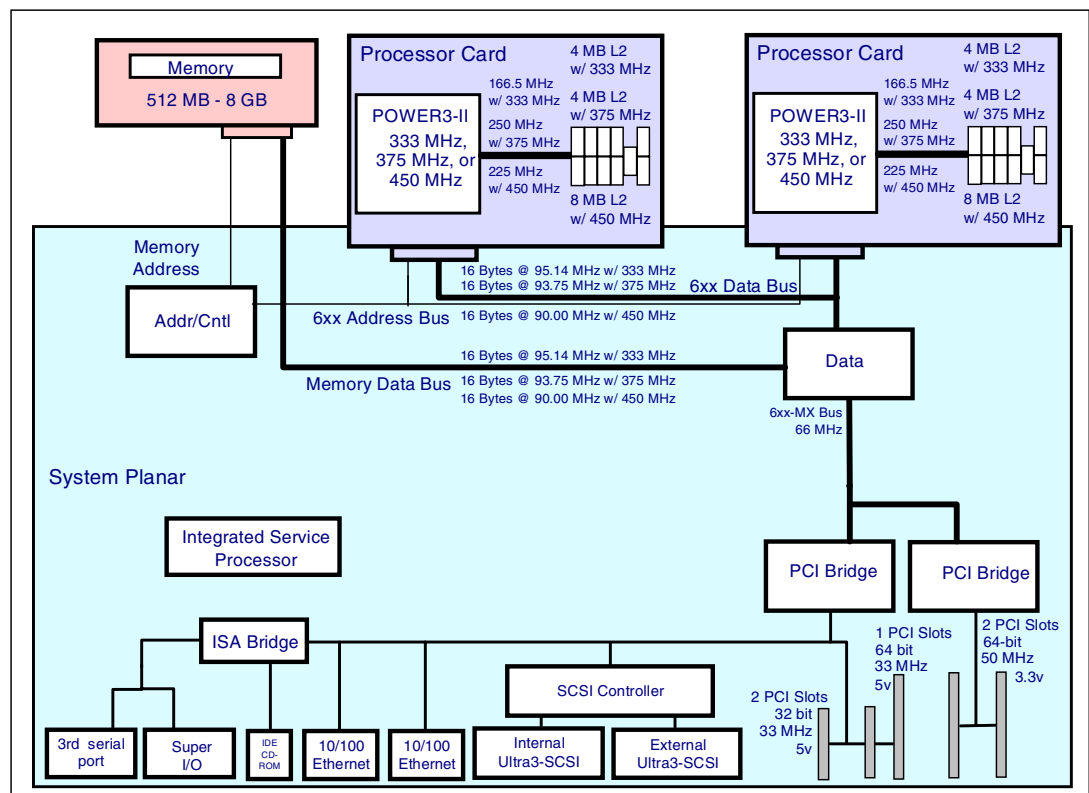 Memory
512 MB - 8 GB
Processor Card
4 MB L2
w/ 333 MHz
166.5 MHz
w/ 333 MHz
4 MB L2
w/ 375 MHz
POWER3-II
333 MHz,
375 MHz, or
450 MHz
250 MHz
w/ 375 MHz
225 MHz
w/ 450 MHz
8 MB L2
w/ 450 MHz
Processor Card
4 MB L2
w/ 333 MHz
166.5 MHz
w/ 333 MHz
4 MB L2
w/ 375 MHz
POWER3-II
333 MHz,
375 MHz, or
450 MHz
250 MHz
w/ 375 MHz
225 MHz
w/ 450 MHz
8 MB L2
w/ 450 MHz
Memory
Address
Addr/Cntl
16 Bytes @ 95.14 MHz w/ 333 MHz
16 Bytes @ 93.75 MHz w/ 375 MHz
6xx Data Bus
6xx Address Bus
16 Bytes @ 90.00 MHz w/ 450 MHz
16 Bytes @ 95.14 MHz w/ 333 MHz
Memory Data Bus
16 Bytes @ 93.75 MHz w/ 375 MHz
16 Bytes @ 90.00 MHz w/ 450 MHz
Data
6xx-MX Bus
66 MHz
System Planar
Integrated Service
Processor
PCI Bridge
PCI Bridge
ISA Bridge
SCSI Controller
1 PCI Slots
64 bit
33 MHz
5v
2 PCI Slots
64-bit
50 MHz
3.3v
2 PCI Slots
32 bit
33 MHz
5v
3rd serial
port
Super
I/O
IDE
CD-
ROM
10/100
Ethernet
10/100
Ethernet
Internal
Ultra3-SCSI
External
Ultra3-SCSI